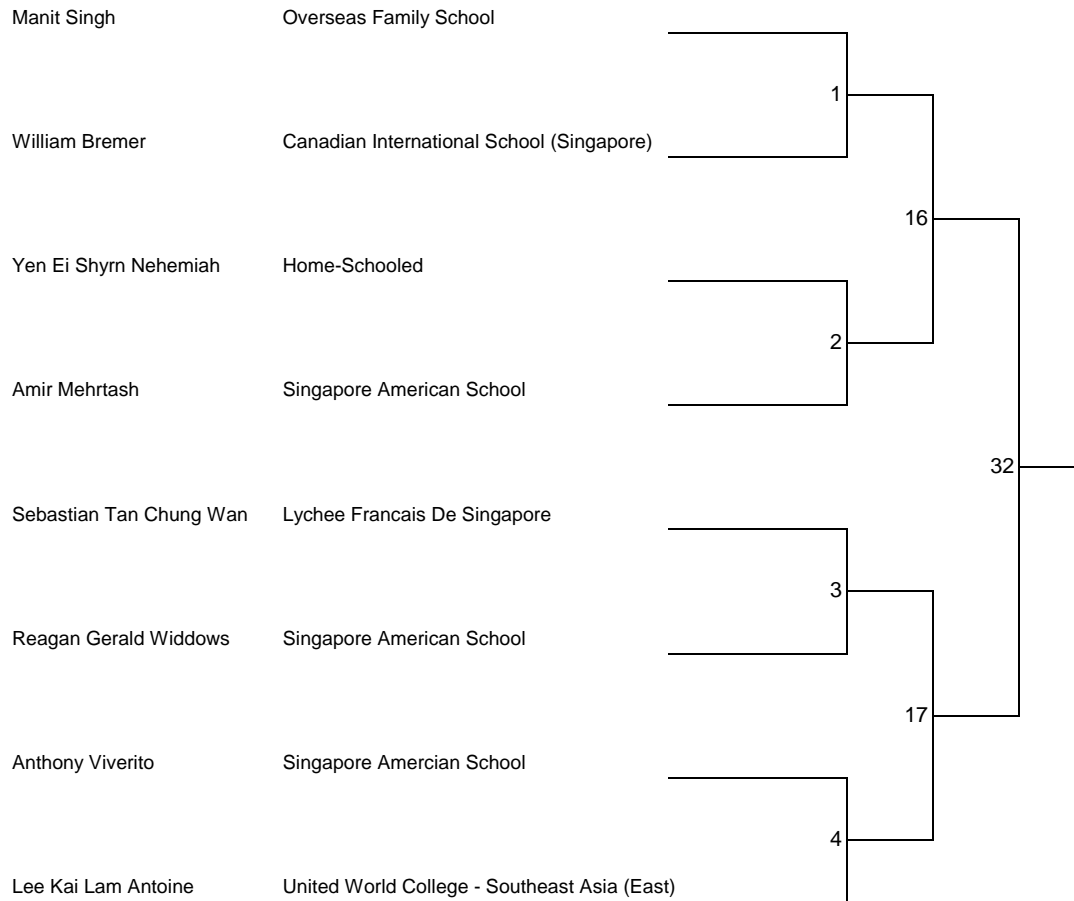 Manit Singh Overseas Family School
1
William Bremer Canadian International School (Singapore)
16
Yen Ei Shyrn Nehemiah Home-Schooled
2
Amir Mehrtash Singapore American School
32
Sebastian Tan Chung Wan Lychee Francais De Singapore
3
Reagan Gerald Widdows Singapore American School
17
Anthony Viverito Singapore Amercian School
4
Lee Kai Lam Antoine United World College - Southeast Asia (East)